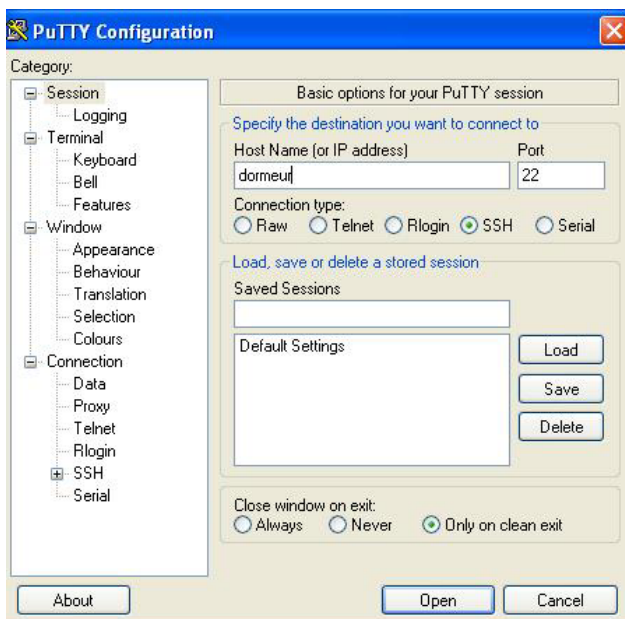 PuTTY Configuration
Category:
Session
Logging
Terminal
Keyboard
Bell
Features
Window
Appearance
Behaviour
Translation
Selection
Colours
Connection
Data
Proxy
Telnet
Rlogin
SSH
Serial
Basic options for your PuTTY session
Specify the destination you want to connect to
Host Name (or IP address) Port
dormeur 22
Connection type:
Raw Telnet Rlogin SSH Serial
Load, save or delete a stored session
Saved Sessions
Default Settings
Load
Save
Delete
Close window on exit:
Always Never Only on clean exit
About Open Cancel